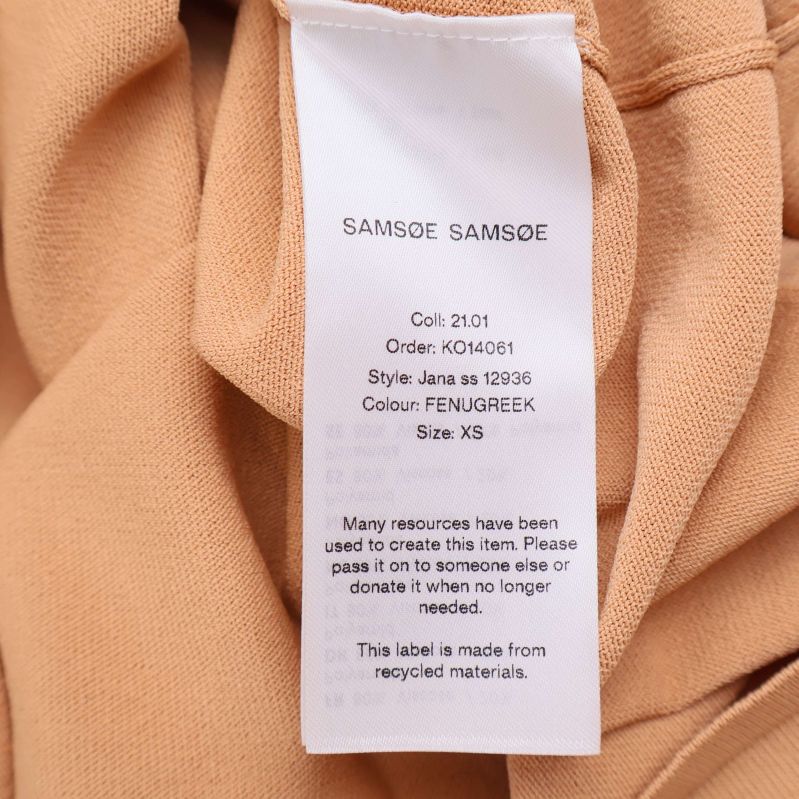 SAMSØE SAMSØE
Coll: 21.01
Order: KO14061
Style: Jana ss 12936
Colour: FENUGREEK
Size: XS
Many resources have been
used to create this item. Please
pass it on to someone else or
donate it when no longer
needed.
This label is made from
recycled materials.